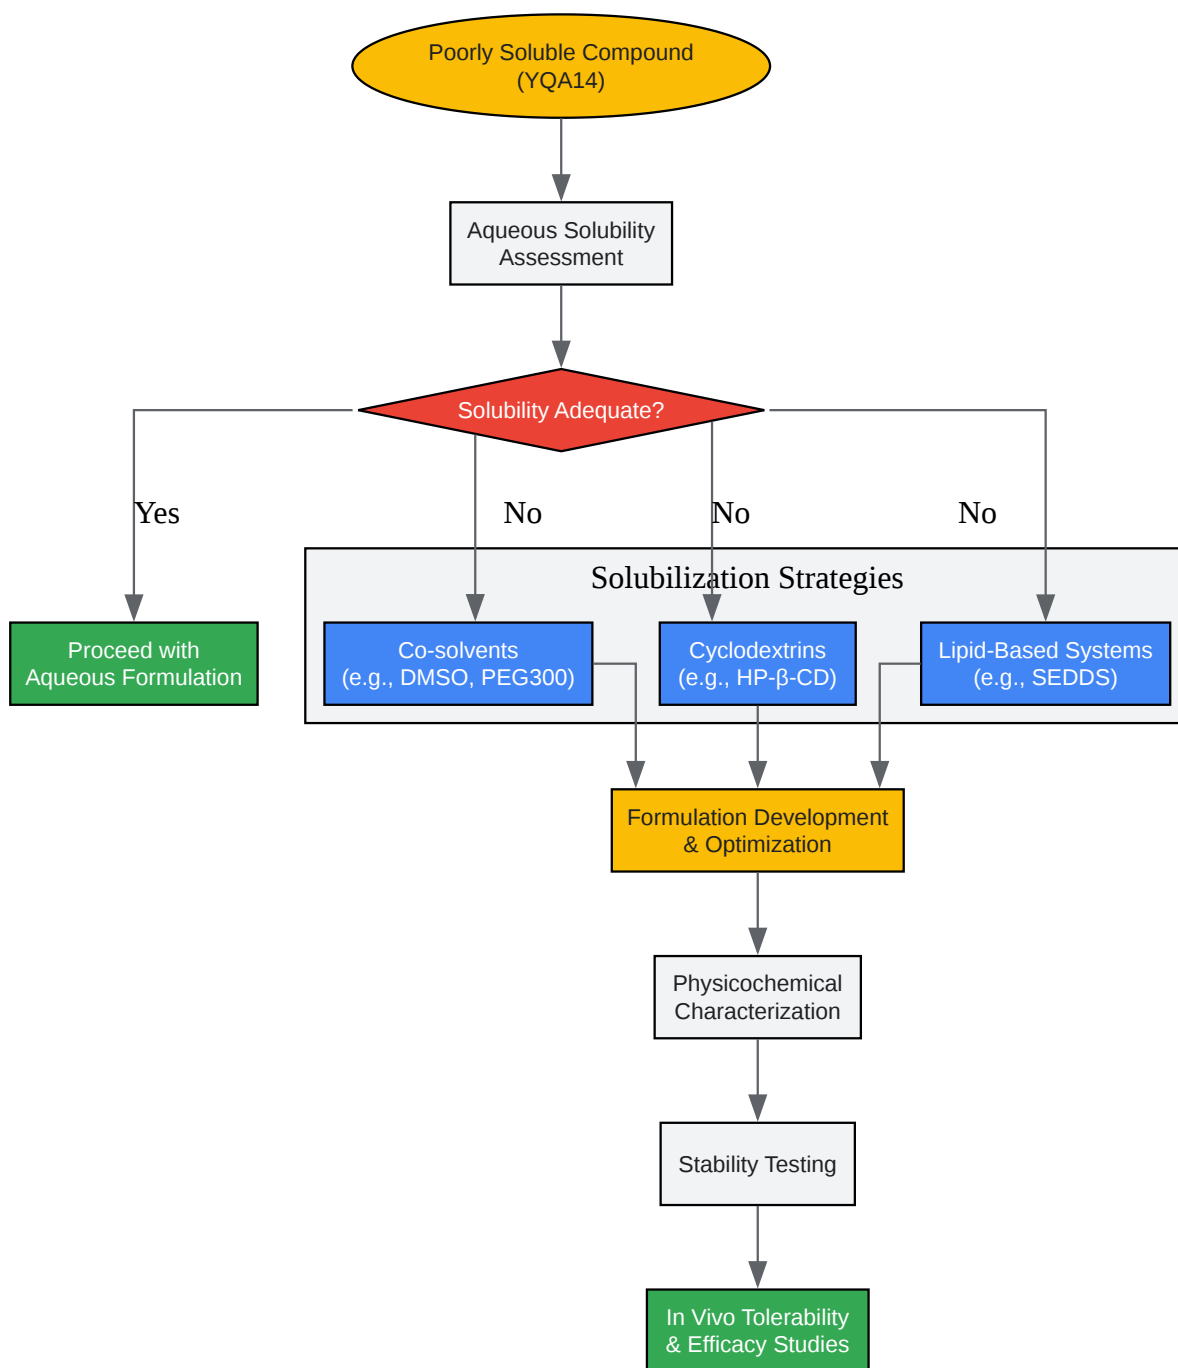 Poorly Soluble Compound
(YQA14)
Aqueous Solubility
Assessment
Solubility Adequate?
Yes
No
No
No
Solubilization Strategies
Proceed with
Aqueous Formulation
Co-solvents
(e.g., DMSO, PEG300)
Cyclodextrins
(e.g., HP-β-CD)
Lipid-Based Systems
(e.g., SEDDS)
Formulation Development
& Optimization
Physicochemical
Characterization
Stability Testing
In Vivo Tolerability
& Efficacy Studies